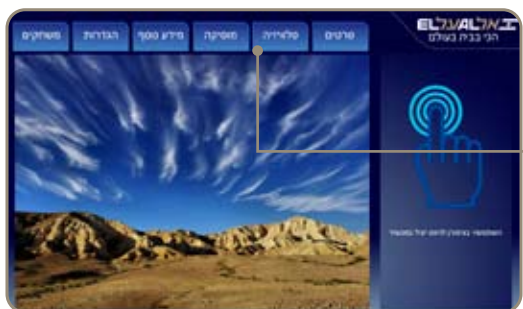 EL AL אל על
הכי בבית בעולם
סרטים
טלוויזיה
מוסיקה
מידע נוסף
הגדרות
משחקים